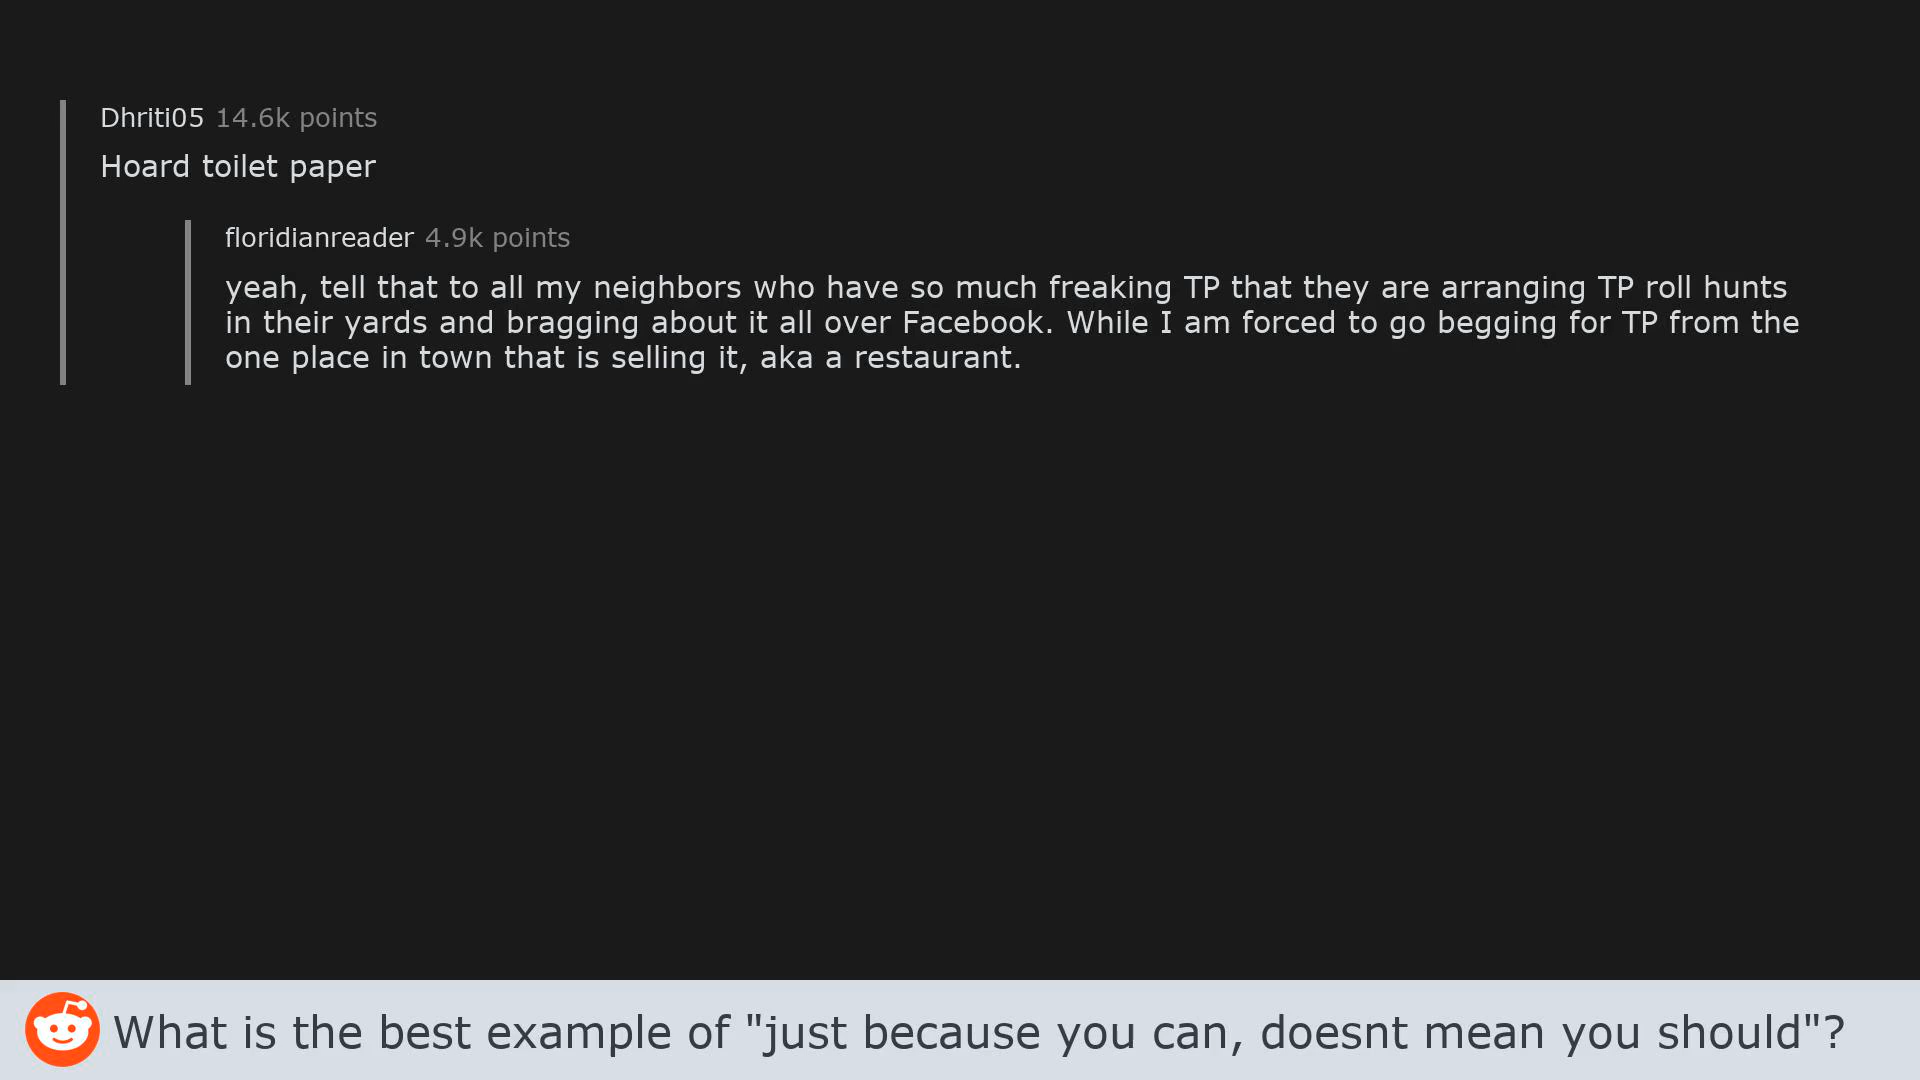 Dhriti05 14.6k points
Hoard toilet paper
floridianreader 4.9k points
yeah, tell that to all my neighbors who have so much freaking TP that they are arranging TP roll hunts
in their yards and bragging about it all over Facebook. While I am forced to go begging for TP from the
one place in town that is selling it, aka a restaurant.
What is the best example of "just because you can, doesnt mean you should"?